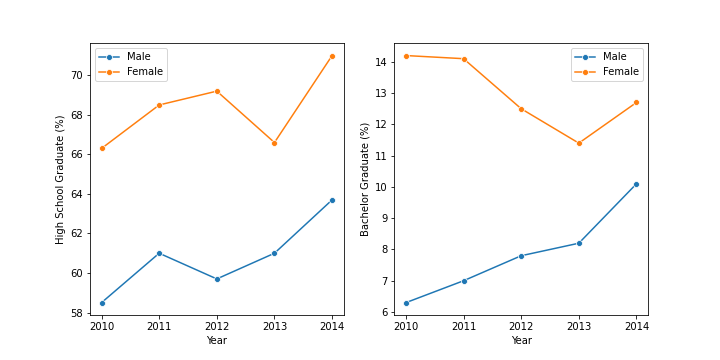 High School Graduate (%)
70
68
66
64
62
60
58
Male
Female
2010 2011 2012 2013 2014
Year
Bachelor Graduate (%)
14
13
12
11
10
9
8
7
6
Male
Female
2010 2011 2012 2013 2014
Year